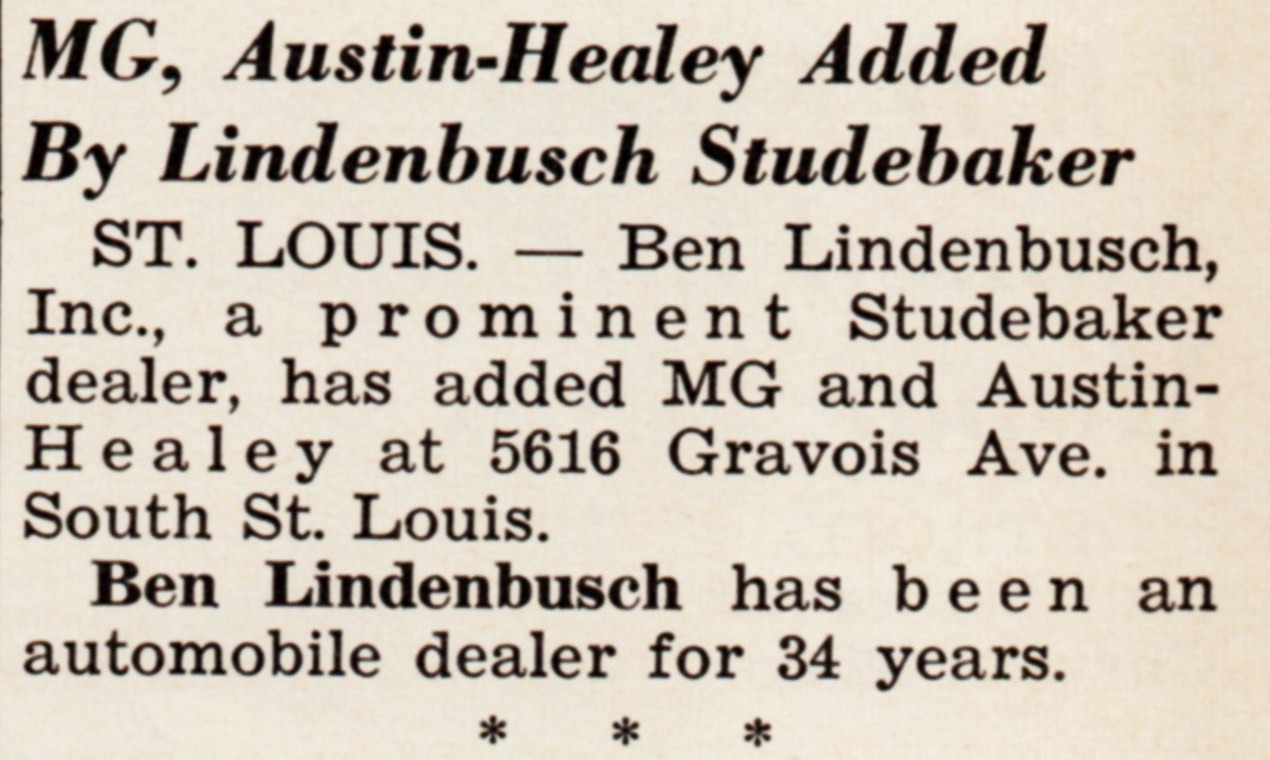 MG, Austin-Healey Added
By Lindenbusch Studebaker
ST. LOUIS. — Ben Lindenbusch,
Inc., a prominent Studebaker
dealer, has added MG and Austin-
Healey at 5616 Gravois Ave. in
South St. Louis.
Ben Lindenbusch has been an
automobile dealer for 34 years.
* * *